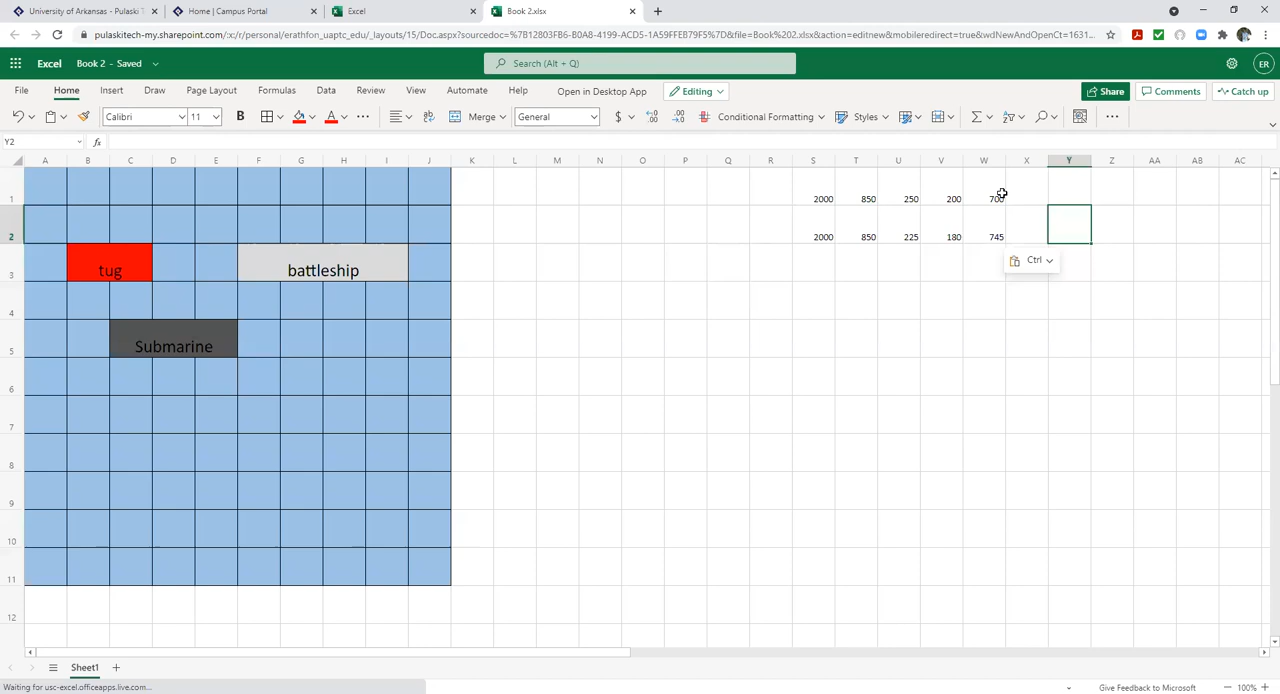 University of Arkansas - Pulaski T
Home | Campus Portal
Excel
Book 2.xlsx
pulaskitech-my.sharepoint.com/:x:/r/personal/erathfon_uaptc_edu/_layouts/15/Doc.aspx?sourcedoc=%7B12803FB6-B0A8-4199-ACD5-1A59FFEB79F5%7D&file=Book%202.xlsx&action=editnew&mobileredirect=true&wdNewAndOpenCt=1631...
Excel
Book 2 - Saved
Search (Alt + Q)
ER
File Home Insert Draw Page Layout Formulas Data Review View Automate Help Open in Desktop App Editing Share Comments Catch up
Calibri 11 B A Merge General $ Conditional Formatting Styles
Y2 fx
A B C D E F G H I J K L M N O P Q R S T U V W X Y Z AA AB AC
1 2000 850 250 200 700
2 2000 850 225 180 745
3 tug battleship
Ctrl
4
5 Submarine
6
7
8
9
10
11
12
Sheet1
Waiting for usc-excel.officeapps.live.com...
Give Feedback to Microsoft
100%